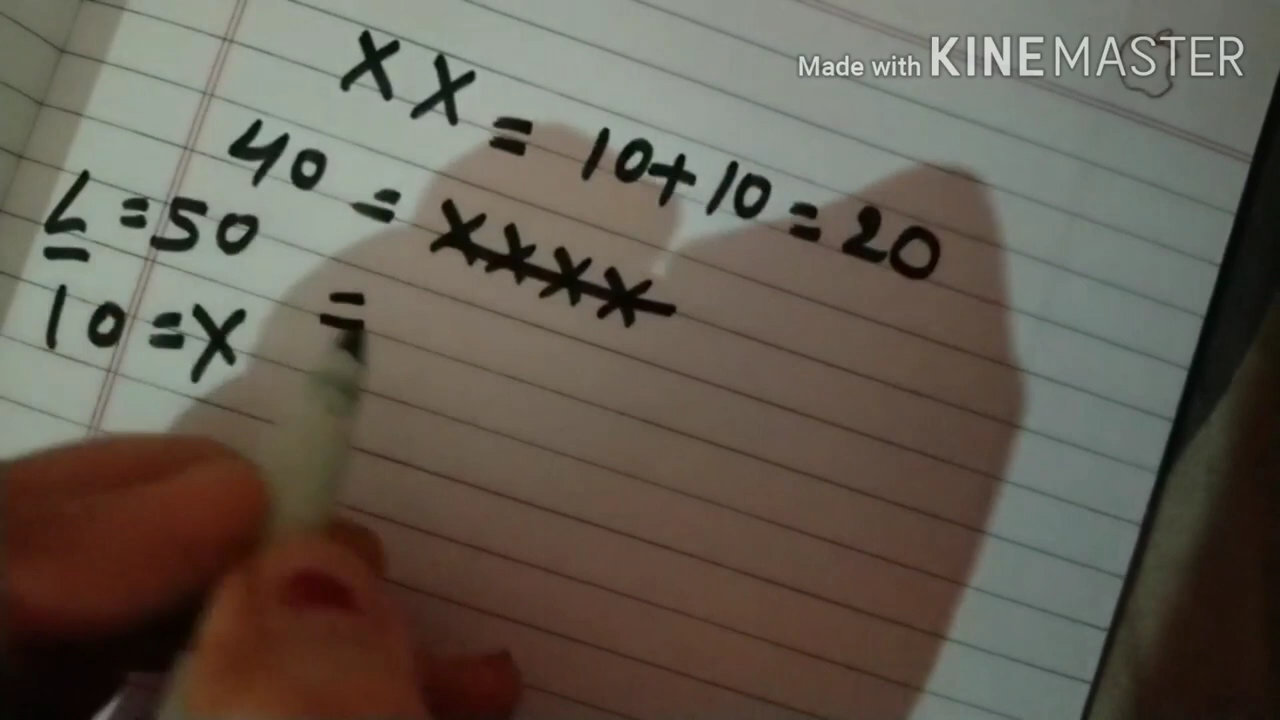 Made with KINEMASTER
XX = 10+10 = 20
40 = XXXX
L = 50
10 = X =